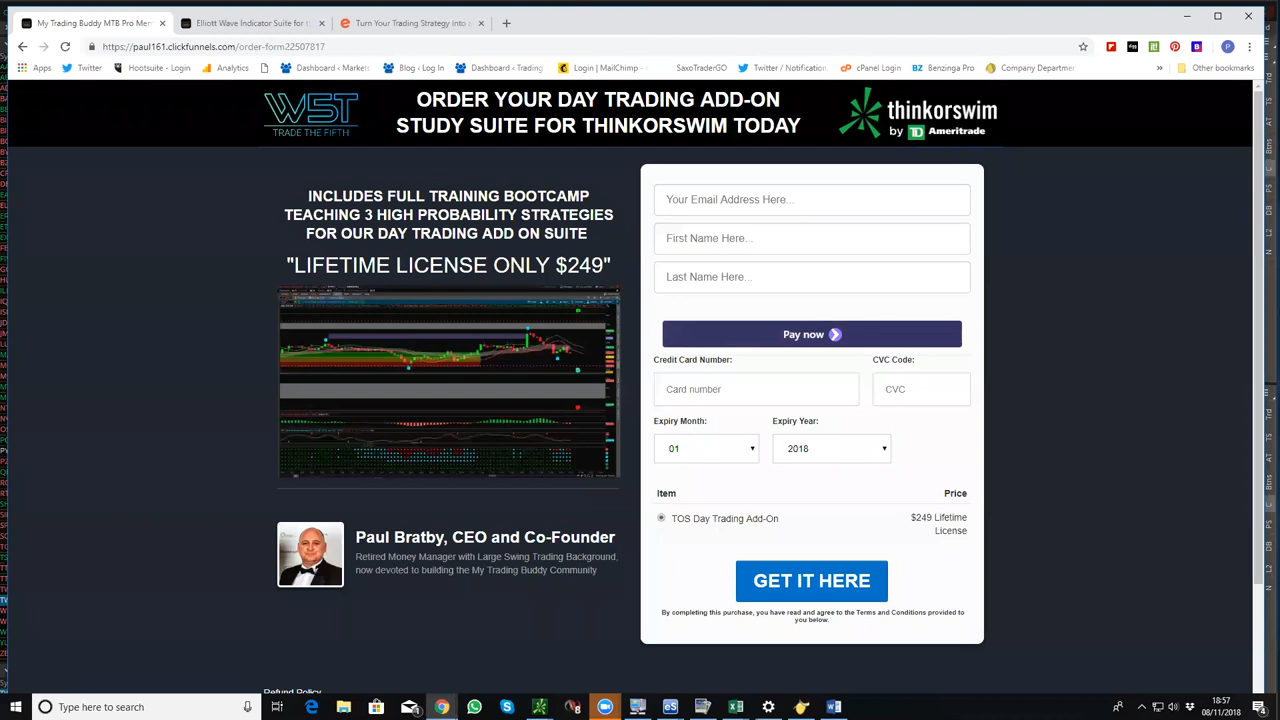 My Trading Buddy MTB Pro Mem
Elliott Wave Indicator Suite for t
Turn Your Trading Strategy Into a
https://paul161.clickfunnels.com/order-form22507817
Apps
Twitter
Hootsuite - Login
Analytics
Dashboard ‹ Markets
Blog ‹ Log In
Dashboard ‹ Trading
Login | MailChimp -
SaxoTraderGO
Twitter / Notification
cPanel Login
BZ Benzinga Pro
Company Departmer
Other bookmarks
W5T
TRADE THE FIFTH
ORDER YOUR DAY TRADING ADD-ON
STUDY SUITE FOR THINKORSWIM TODAY
thinkorswim
by TD Ameritrade
INCLUDES FULL TRAINING BOOTCAMP
TEACHING 3 HIGH PROBABILITY STRATEGIES
FOR OUR DAY TRADING ADD ON SUITE
"LIFETIME LICENSE ONLY $249"
Paul Bratby, CEO and Co-Founder
Retired Money Manager with Large Swing Trading Background,
now devoted to building the My Trading Buddy Community
Your Email Address Here...
First Name Here...
Last Name Here...
Pay now
Credit Card Number:
CVC Code:
Card number
CVC
Expiry Month:
Expiry Year:
01
2018
Item
Price
TOS Day Trading Add-On
$249 Lifetime
License
GET IT HERE
By completing this purchase, you have read and agree to the Terms and Conditions provided to
you below.
Refund Policy
Type here to search
18:57
08/11/2018